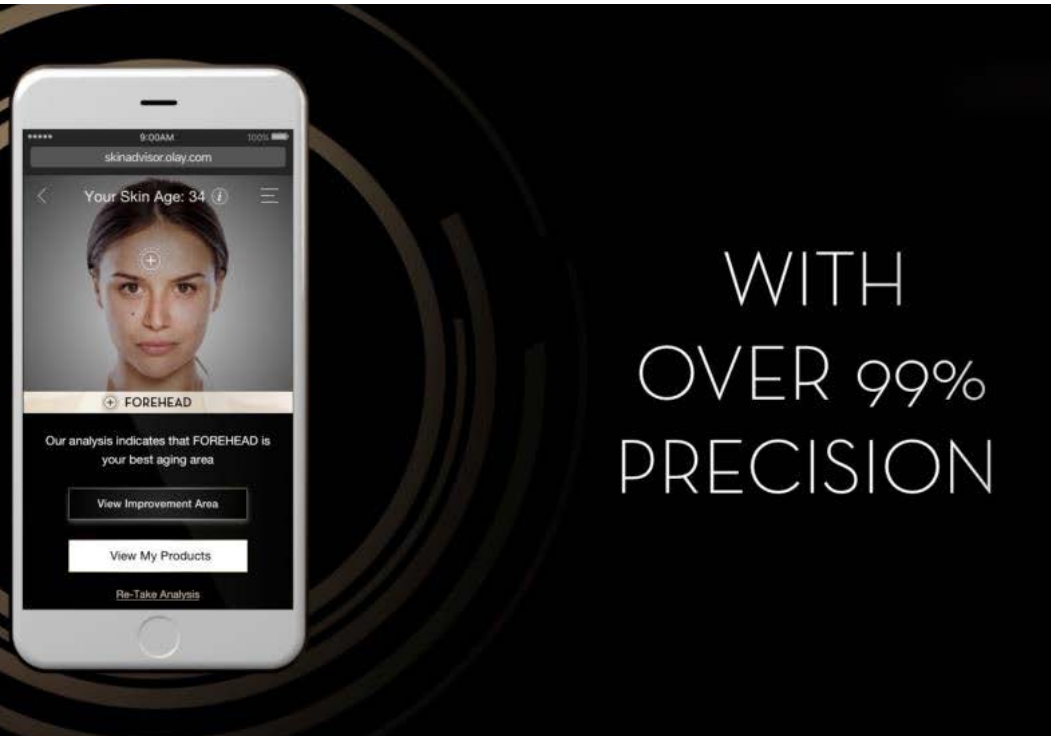 9:00AM 100%
skinadvisor.olay.com
Your Skin Age: 34 i
FOREHEAD
Our analysis indicates that FOREHEAD is
your best aging area
View Improvement Area
View My Products
Re-Take Analysis
WITH
OVER 99%
PRECISION